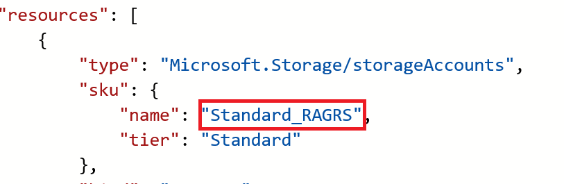 "resources": [
{
"type": "Microsoft.Storage/storageAccounts",
"sku": {
"name": "Standard_RAGRS",
"tier": "Standard"
},